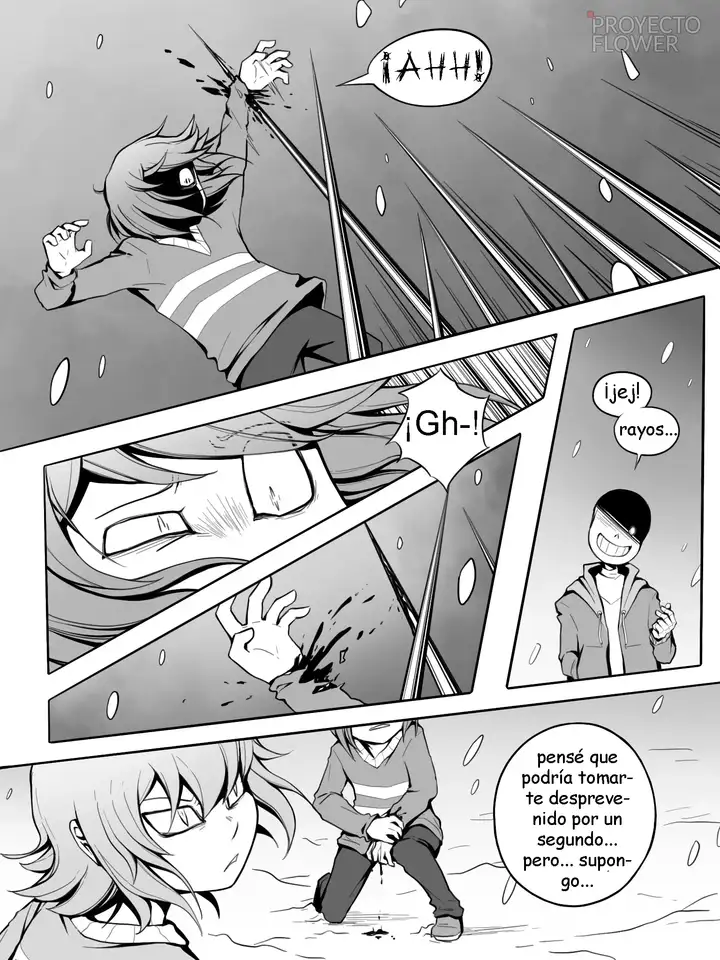 PROYECTO
FLOWER
¡AHH!
¡Gh-!
¡jej!
rayos...
pensé que
podría tomar-
te despreve-
nido por un
segundo...
pero... supon-
go...